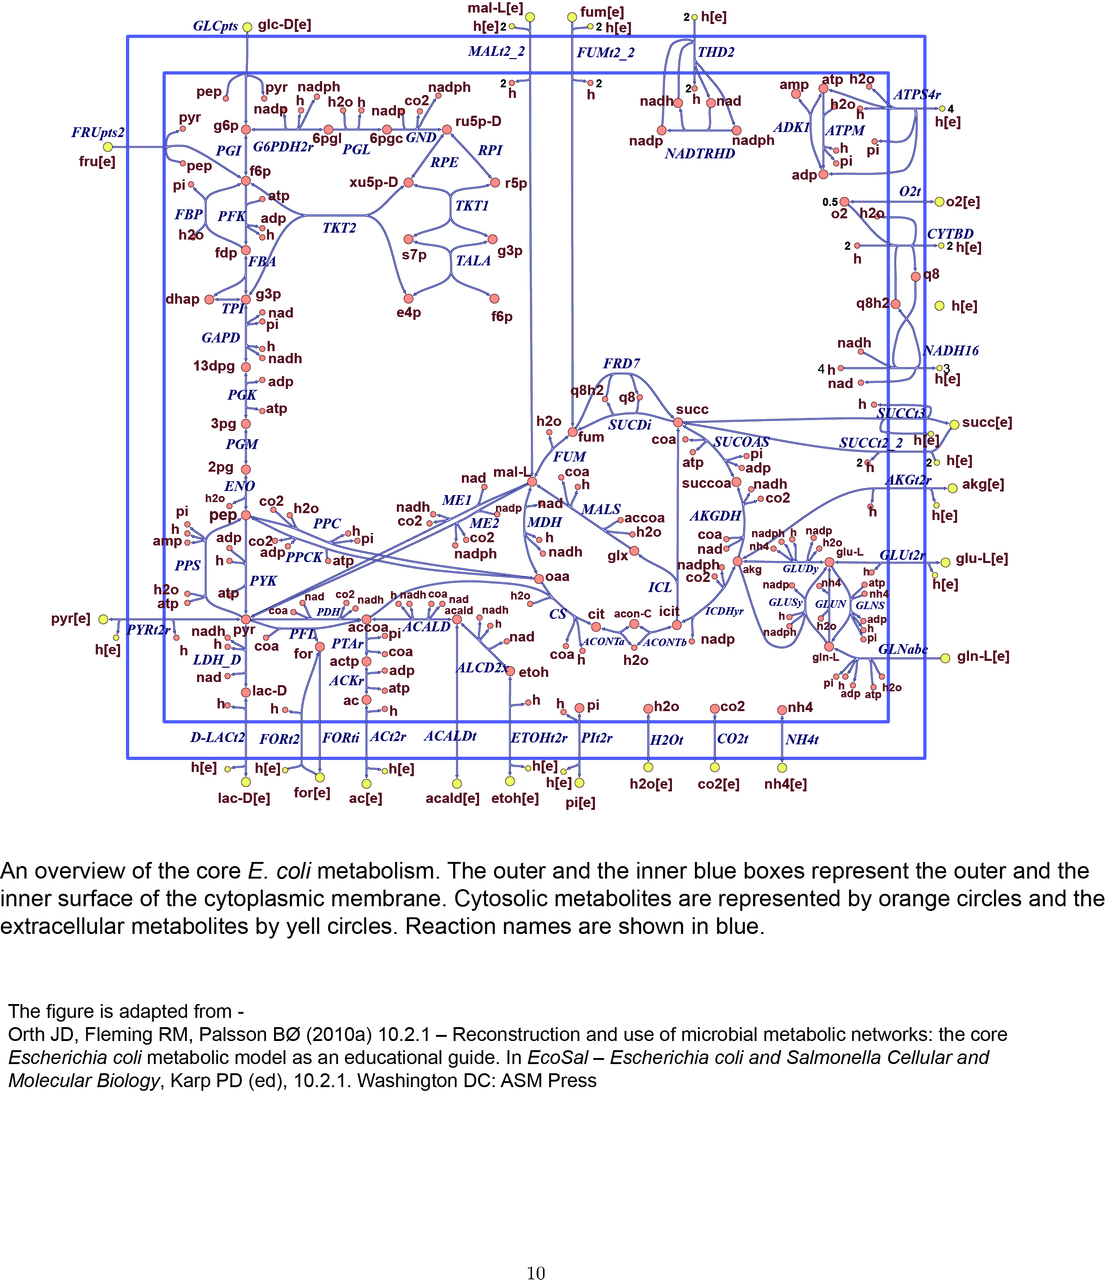 GLCpts glc-D[e] mal-L[e] fum[e] 2 h[e]
h[e] 2 2 h[e]
MALt2_2 FUMt2_2 THD2
pep pyr nadph 2 h 2 h 2 h amp atp h2o ATPS4r
nadp h h2o h co2 nadph nadh nad h2o h 4 h[e]
FRUpts2 pyr g6p G6PDH2r 6pgl PGL 6pgc nadp GND ru5p-D ADK1 ATPM
fru[e] PGI RPE RPI nadp NADTRHD nadph h pi pi
pep f6p xu5p-D r5p adp
pi atp O2t
FBP PFK adp h TKT2 TKT1 0.5 o2 h2o o2[e]
h2o fdp s7p g3p CYTBD
FBA TALA 2 h 2 h[e]
q8
dhap TPI g3p e4p f6p q8h2 h[e]
nad
pi
GAPD nadh NADH16
h
nadh FRD7 4 h 3 h[e]
13dpg nad
adp q8h2 q8
PGK atp succ h SUCCt3
3pg h2o fum SUCDi coa SUCOAS SUCCt2_2 h[e] succ[e]
PGM FUM atp pi adp 2 h 2 h[e]
2pg mal-L coa h succoa AKGt2r akg[e]
ENO nad ME1 nadh co2 h h[e]
h2o co2 h2o nadh co2 ME2 nadp nad MALS AKGDH
pi pep PPC h pi co2 nadph MDH accoa h2o nadph h nadp h2o
h amp adp co2 adp PPCK atp h nadh glx coa nad nh4 glu-L GLUt2r glu-L[e]
PPS h oaa nadph co2 akg GLUDy h atp h[e]
PYK ICL nadp nh4 nh4
h2o atp atp h2o CS cit acon-C icit ICDHyr GLUSy GLUN GLNS
pyr[e] PYRt2r pyr coa nad PDH co2 nadh h nadh coa nad acald nadh h h adp
h[e] h nadh h coa PFL accoa ACALD ACONTa ACONTb nadp nadph h2o h pi
for PTAr pi coa nad coa h h2o gln-L GLNabc
LDH_D nad actp ALCD2x etoh pi h adp atp h2o gln-L[e]
lac-D ACKr adp atp
h h ac h h h pi h2o co2 nh4
D-LACt2 FORt2 FORti ACt2r ACALDt ETOHt2r PIt2r H2Ot CO2t NH4t
h[e] h[e] h[e] h[e] h[e]
lac-D[e] for[e] ac[e] acald[e] etoh[e] pi[e] h2o[e] co2[e] nh4[e]
An overview of the core E. coli metabolism. The outer and the inner blue boxes represent the outer and the
inner surface of the cytoplasmic membrane. Cytosolic metabolites are represented by orange circles and the
extracellular metabolites by yell circles. Reaction names are shown in blue.
The figure is adapted from -
Orth JD, Fleming RM, Palsson BØ (2010a) 10.2.1 – Reconstruction and use of microbial metabolic networks: the core
Escherichia coli metabolic model as an educational guide. In EcoSal – Escherichia coli and Salmonella Cellular and
Molecular Biology, Karp PD (ed), 10.2.1. Washington DC: ASM Press
10